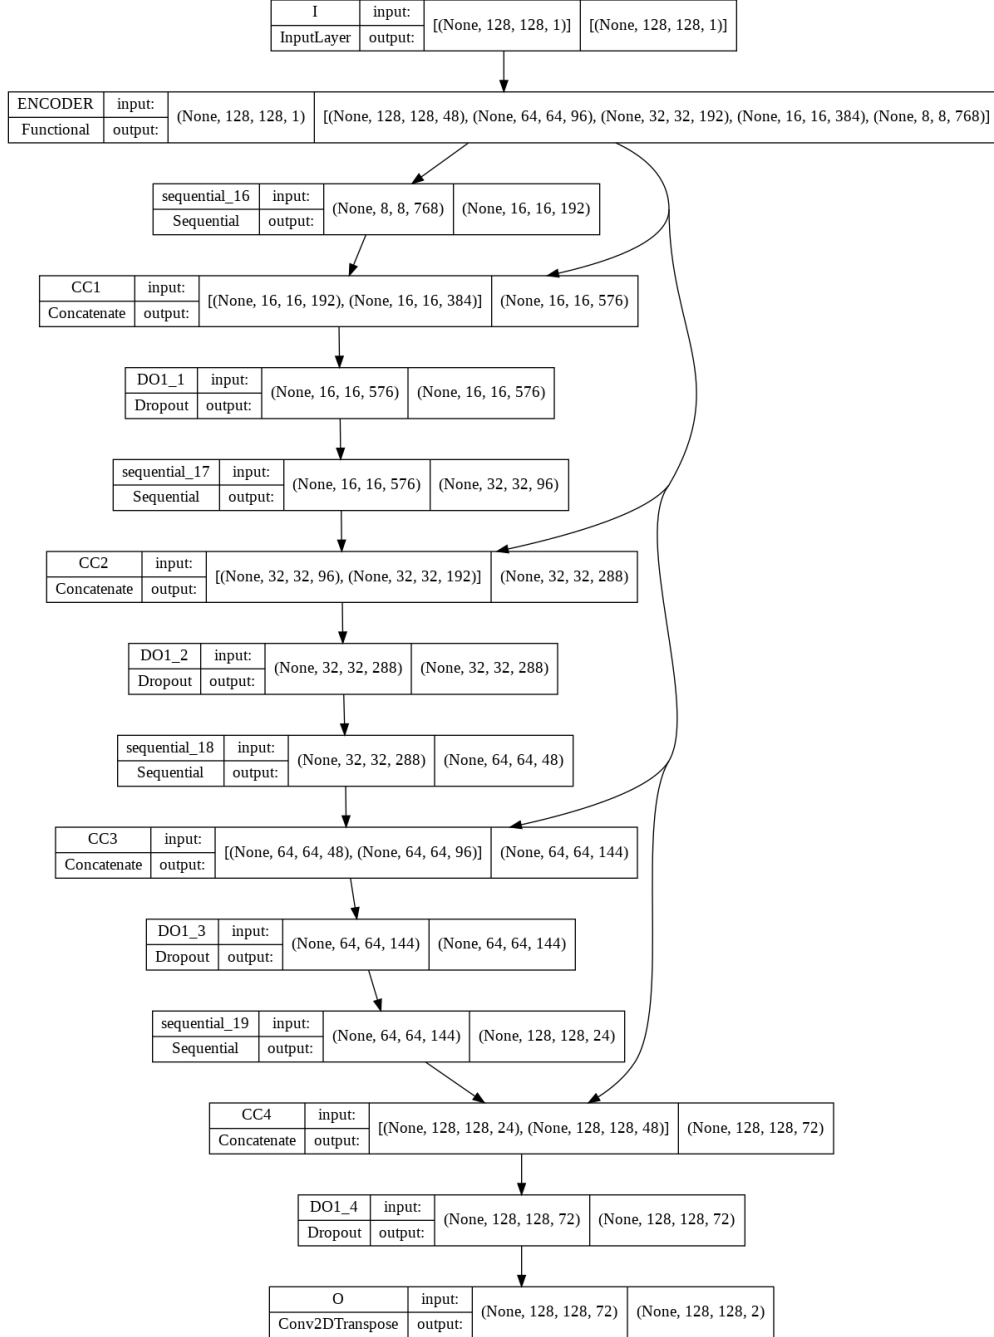 I input: [(None, 128, 128, 1)] [(None, 128, 128, 1)]
InputLayer output:
ENCODER input: (None, 128, 128, 1) [(None, 128, 128, 48), (None, 64, 64, 96), (None, 32, 32, 192), (None, 16, 16, 384), (None, 8, 8, 768)]
Functional output:
sequential_16 input: (None, 8, 8, 768) (None, 16, 16, 192)
Sequential output:
CC1 input: [(None, 16, 16, 192), (None, 16, 16, 384)] (None, 16, 16, 576)
Concatenate output:
DO1_1 input: (None, 16, 16, 576) (None, 16, 16, 576)
Dropout output:
sequential_17 input: (None, 16, 16, 576) (None, 32, 32, 96)
Sequential output:
CC2 input: [(None, 32, 32, 96), (None, 32, 32, 192)] (None, 32, 32, 288)
Concatenate output:
DO1_2 input: (None, 32, 32, 288) (None, 32, 32, 288)
Dropout output:
sequential_18 input: (None, 32, 32, 288) (None, 64, 64, 48)
Sequential output:
CC3 input: [(None, 64, 64, 48), (None, 64, 64, 96)] (None, 64, 64, 144)
Concatenate output:
DO1_3 input: (None, 64, 64, 144) (None, 64, 64, 144)
Dropout output:
sequential_19 input: (None, 64, 64, 144) (None, 128, 128, 24)
Sequential output:
CC4 input: [(None, 128, 128, 24), (None, 128, 128, 48)] (None, 128, 128, 72)
Concatenate output:
DO1_4 input: (None, 128, 128, 72) (None, 128, 128, 72)
Dropout output:
O input: (None, 128, 128, 72) (None, 128, 128, 2)
Conv2DTranspose output: